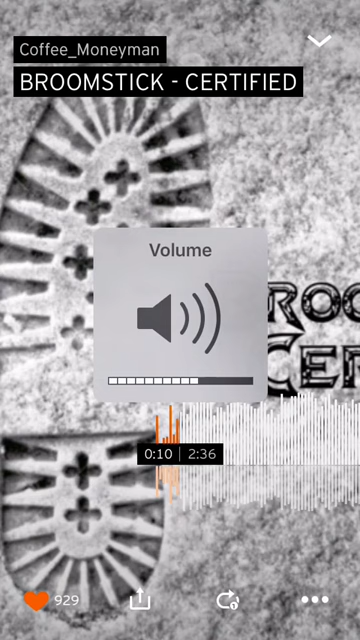 Coffee_Moneyman
BROOMSTICK - CERTIFIED
Volume
0:10 | 2:36
929